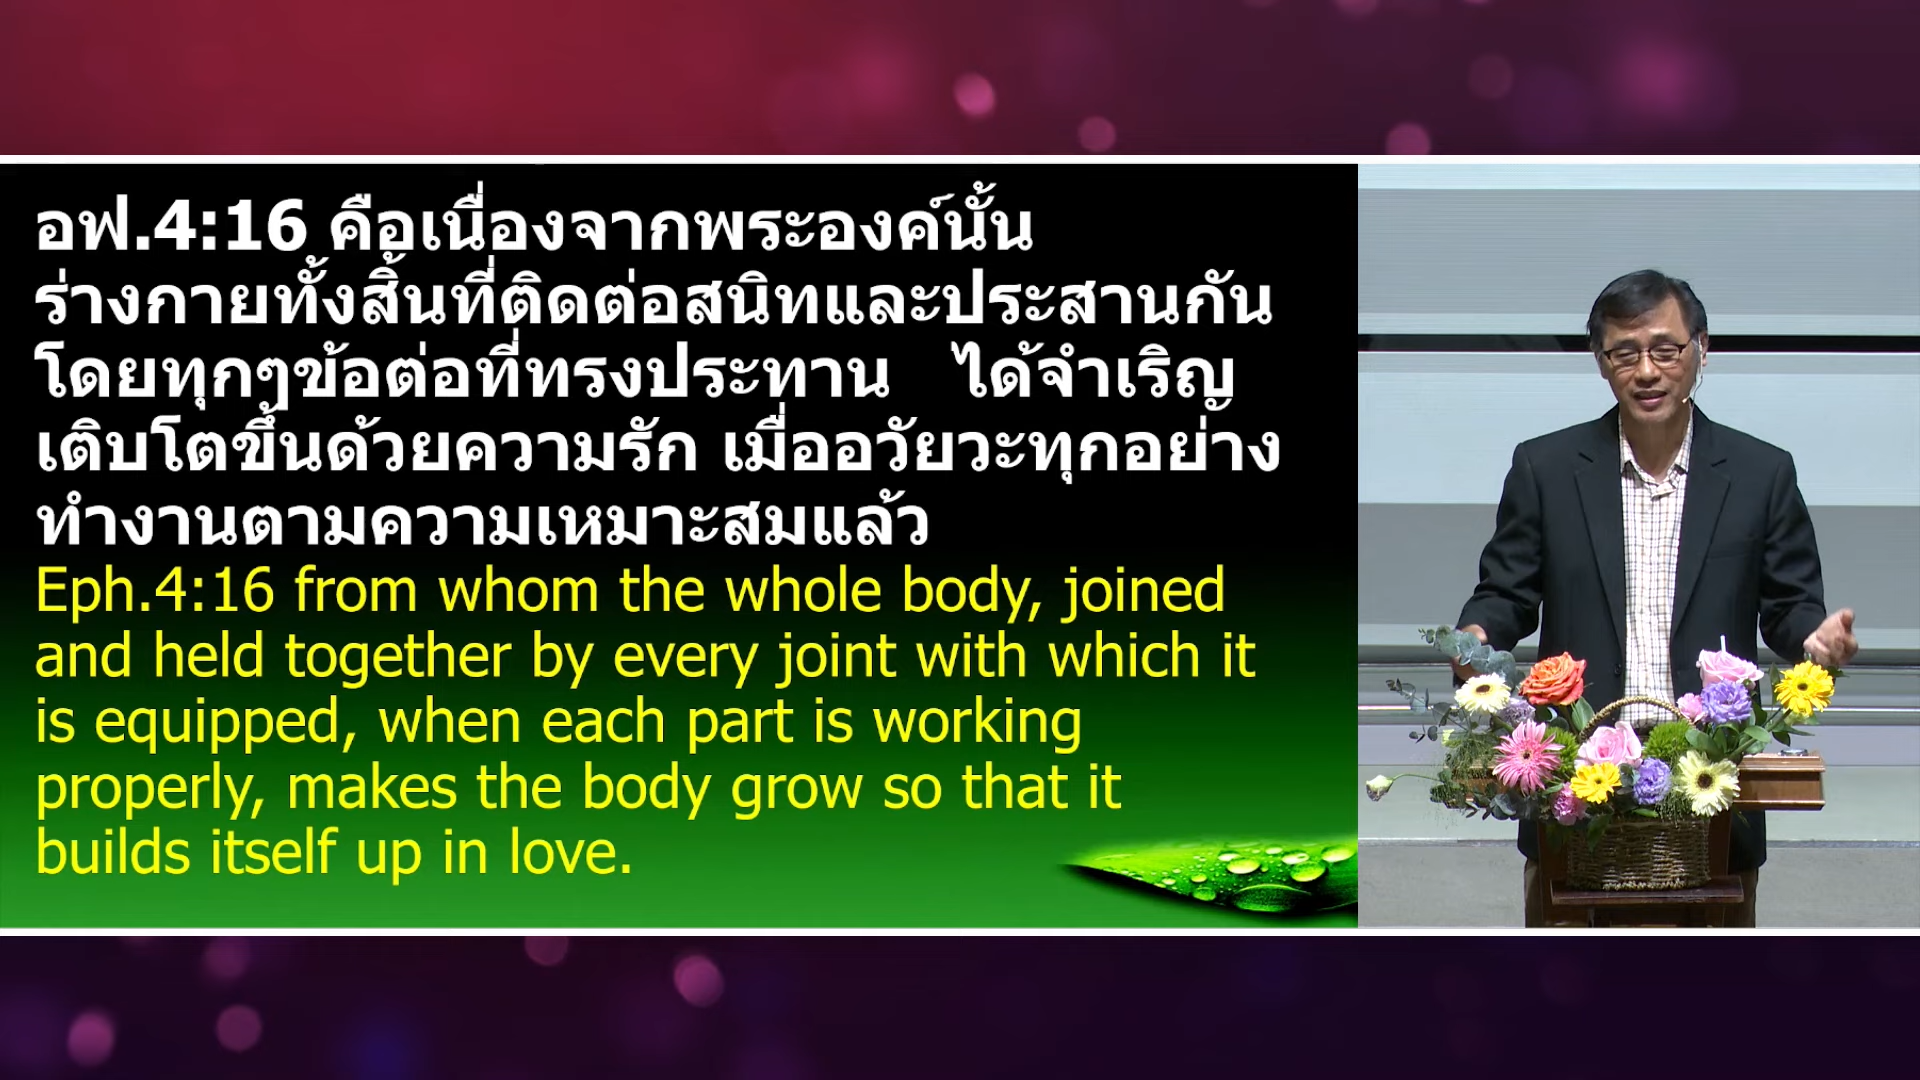 อฟ.4:16 คือเนื่องจากพระองค์นั้น
ร่างกายทั้งสิ้นที่ติดต่อสนิทและประสานกัน
โดยทุกๆข้อต่อที่ทรงประทาน ได้จำเริญ
เติบโตขึ้นด้วยความรัก เมื่ออวัยวะทุกอย่าง
ทำงานตามความเหมาะสมแล้ว
Eph.4:16 from whom the whole body, joined
and held together by every joint with which it
is equipped, when each part is working
properly, makes the body grow so that it
builds itself up in love.